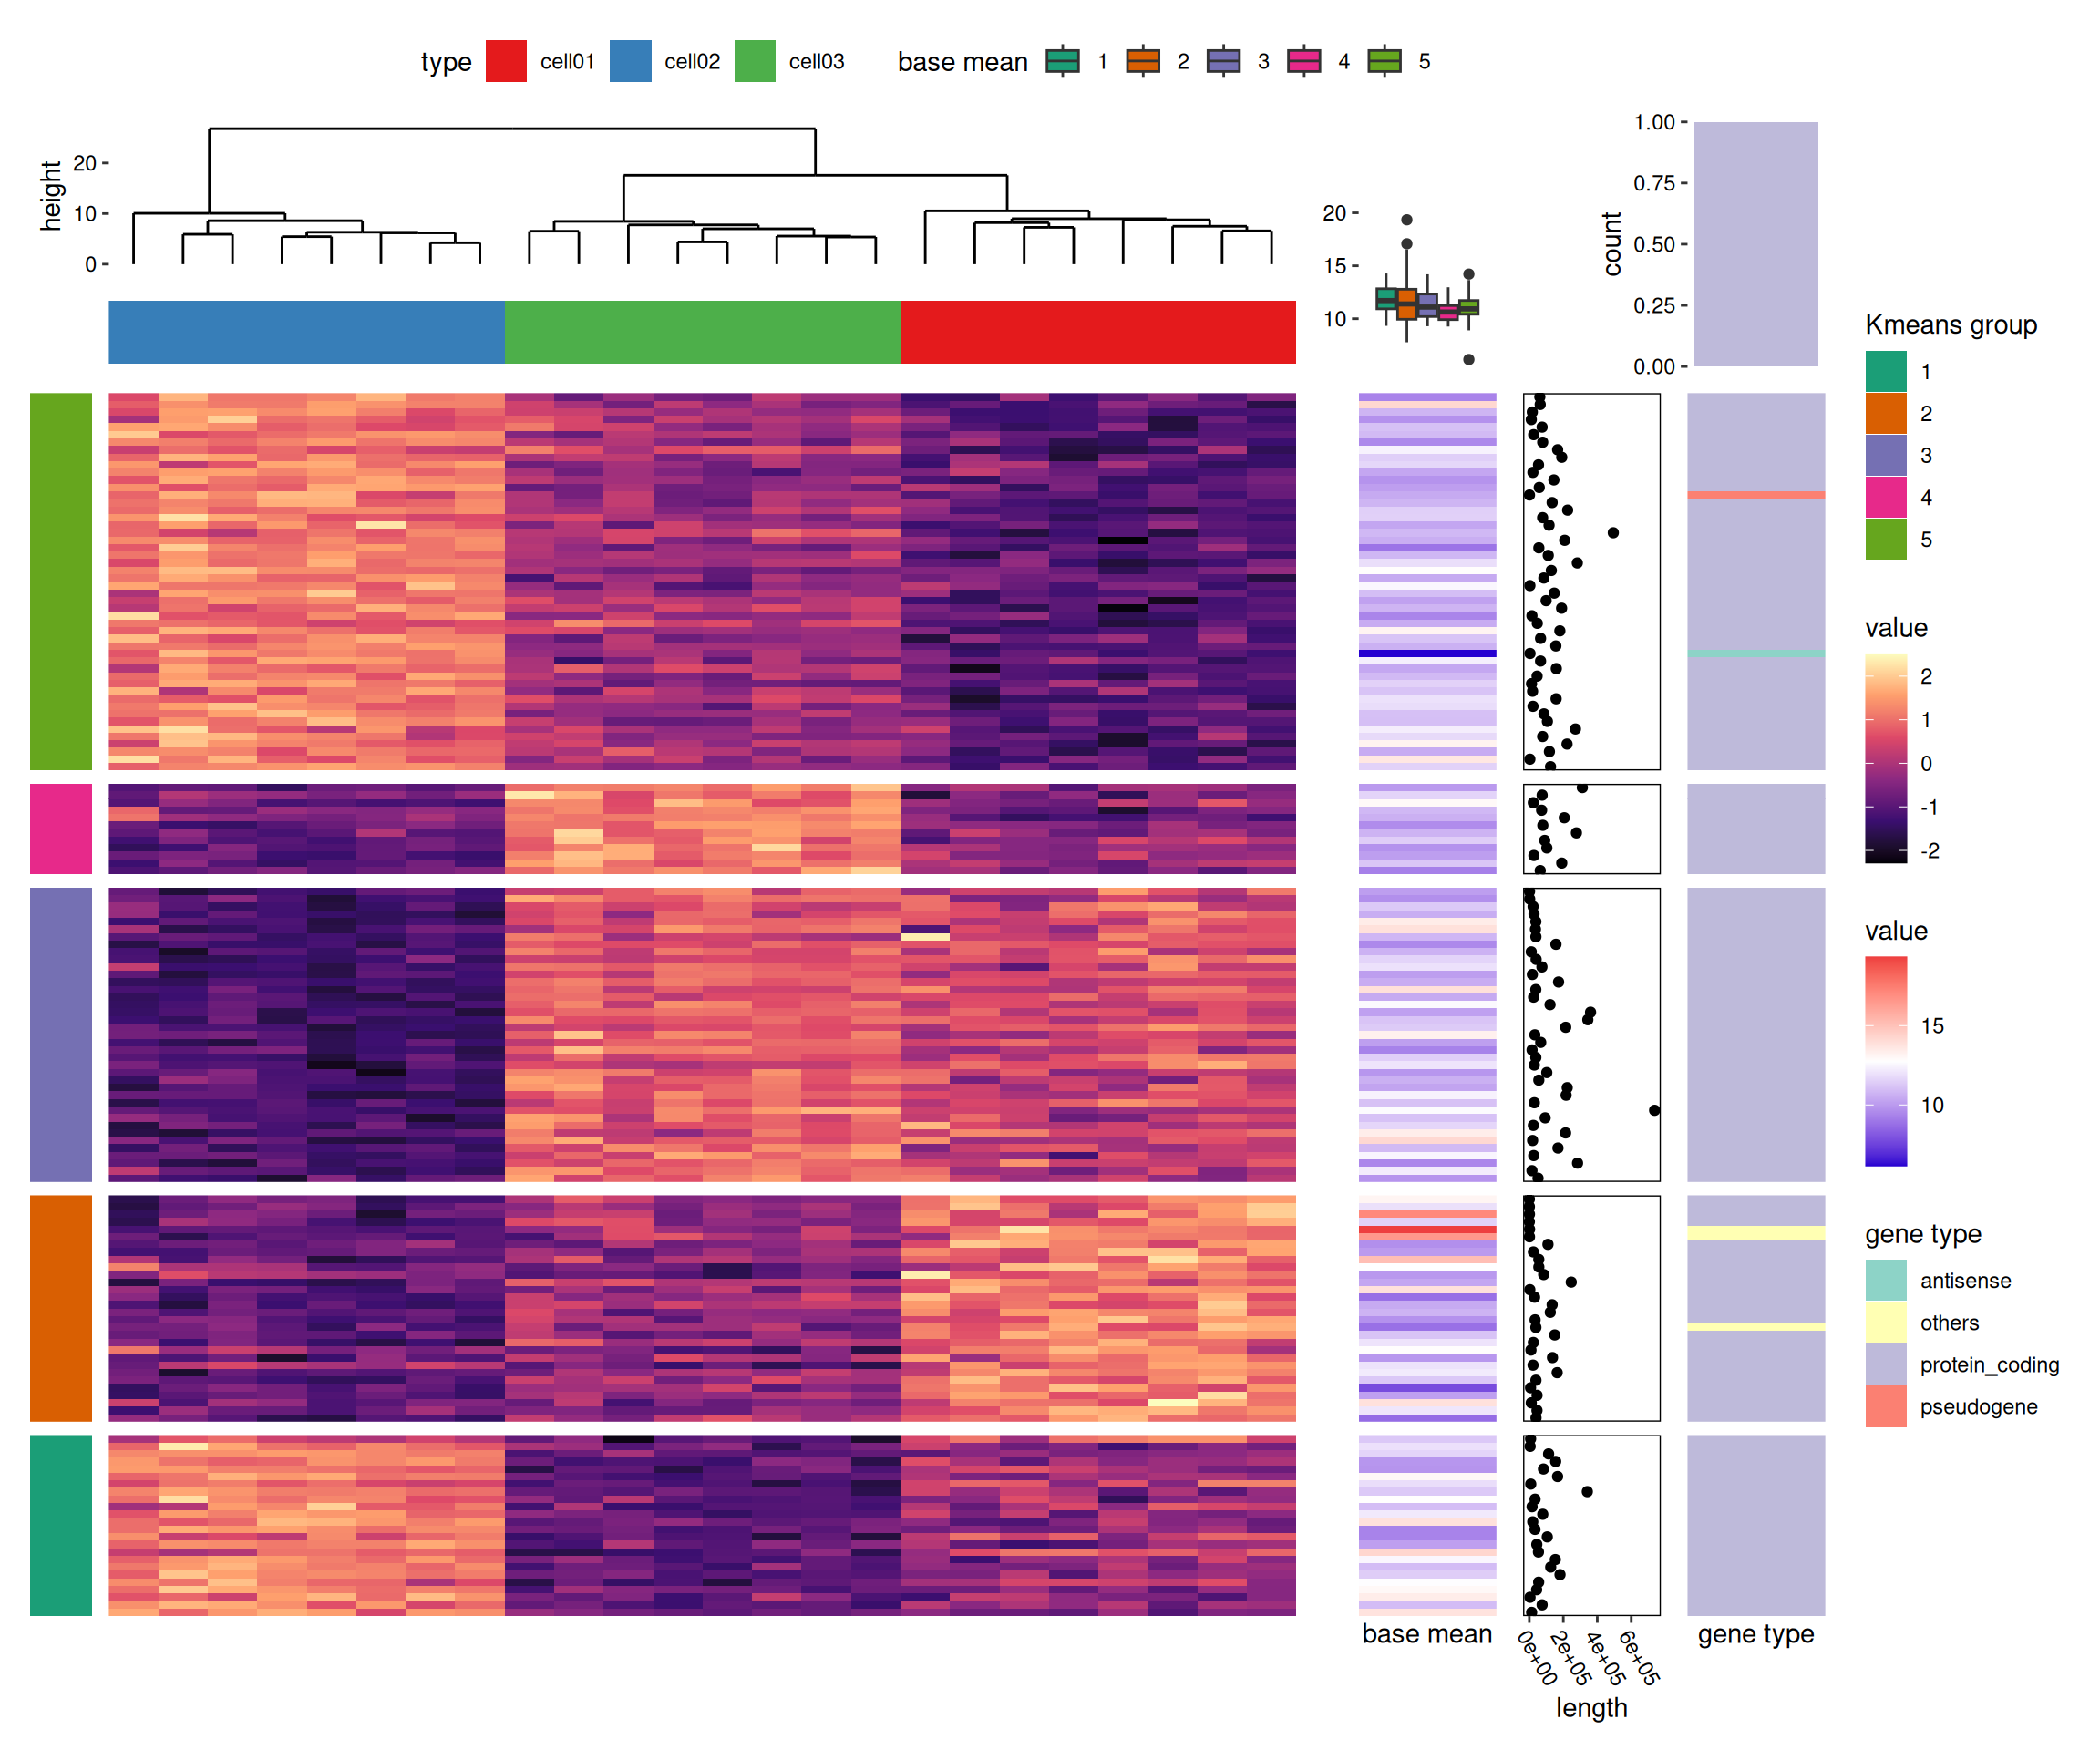 type cell01 cell02 cell03 base mean 1 2 3 4 5
height
20
10
0
20
15
10
count
1.00
0.75
0.50
0.25
0.00
Kmeans group
1
2
3
4
5
value
2
1
0
-1
-2
value
15
10
gene type
antisense
others
protein_coding
pseudogene
base mean
0e+00 2e+05 4e+05 6e+05
length
gene type